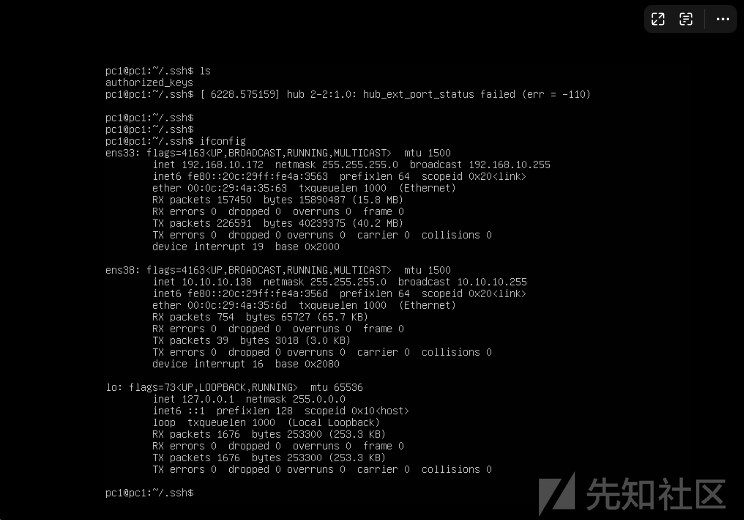 pc1@pc1:~/.ssh$ ls
authorized_keys
pc1@pc1:~/.ssh$ [ 6228.575159] hub 2-2:1.0: hub_ext_port_status failed (err = -110)
pc1@pc1:~/.ssh$
pc1@pc1:~/.ssh$
pc1@pc1:~/.ssh$ ifconfig
ens33: flags=4163<UP,BROADCAST,RUNNING,MULTICAST>  mtu 1500
        inet 192.168.10.172  netmask 255.255.255.0  broadcast 192.168.10.255
        inet6 fe80::20c:29ff:fe4a:3563  prefixlen 64  scopeid 0x20<link>
        ether 00:0c:29:4a:35:63  txqueuelen 1000  (Ethernet)
        RX packets 157450  bytes 15890487 (15.8 MB)
        RX errors 0  dropped 0  overruns 0  frame 0
        TX packets 226591  bytes 40239375 (40.2 MB)
        TX errors 0  dropped 0 overruns 0  carrier 0  collisions 0
        device interrupt 19  base 0x2000
ens38: flags=4163<UP,BROADCAST,RUNNING,MULTICAST>  mtu 1500
        inet 10.10.10.138  netmask 255.255.255.0  broadcast 10.10.10.255
        inet6 fe80::20c:29ff:fe4a:356d  prefixlen 64  scopeid 0x20<link>
        ether 00:0c:29:4a:35:6d  txqueuelen 1000  (Ethernet)
        RX packets 754  bytes 65727 (65.7 KB)
        RX errors 0  dropped 0  overruns 0  frame 0
        TX packets 39  bytes 3018 (3.0 KB)
        TX errors 0  dropped 0 overruns 0  carrier 0  collisions 0
        device interrupt 16  base 0x2080
lo: flags=73<UP,LOOPBACK,RUNNING>  mtu 65536
        inet 127.0.0.1  netmask 255.0.0.0
        inet6 ::1  prefixlen 128  scopeid 0x10<host>
        loop  txqueuelen 1000  (Local Loopback)
        RX packets 1676  bytes 253300 (253.3 KB)
        RX errors 0  dropped 0  overruns 0  frame 0
        TX packets 1676  bytes 253300 (253.3 KB)
        TX errors 0  dropped 0 overruns 0  carrier 0  collisions 0
pc1@pc1:~/.ssh$
先知社区